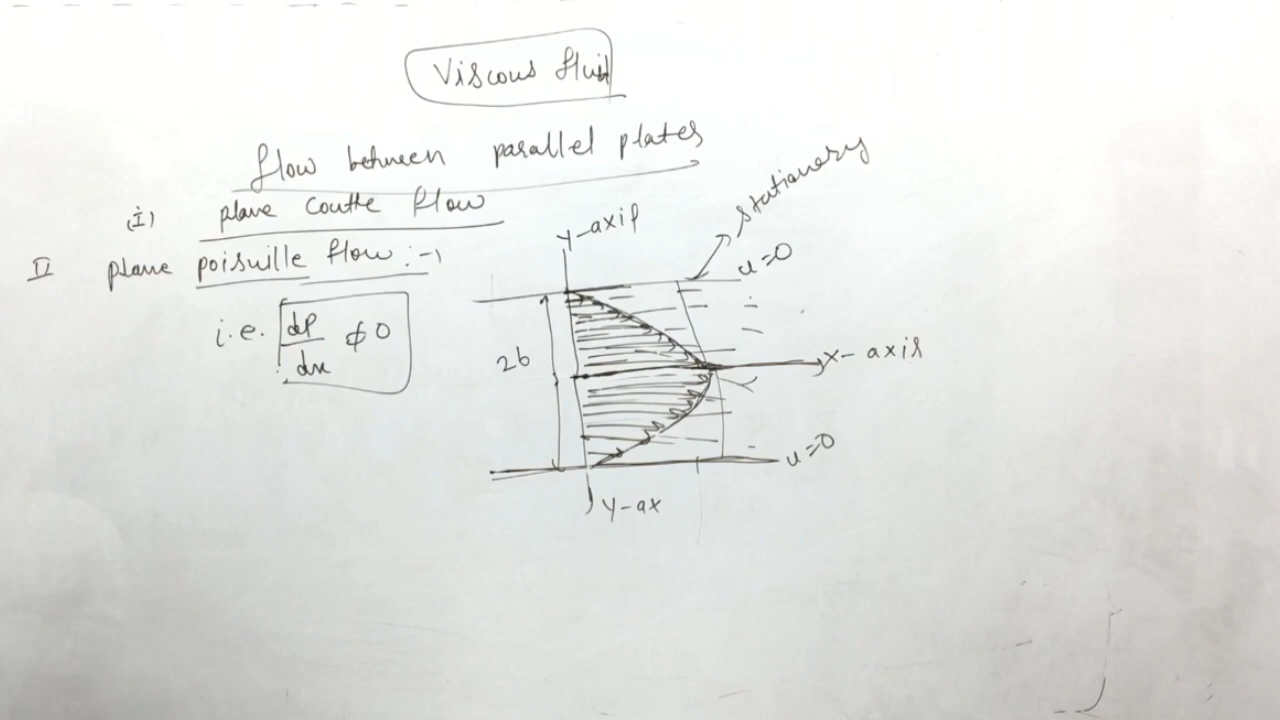 Viscous fluid
flow between parallel plates
(I) plane Coutte flow
II plane poisuille flow :-
i.e. dp/dx ≠ 0
y-axis
stationary
u=0
2b
x-axis
u=0
y-ax